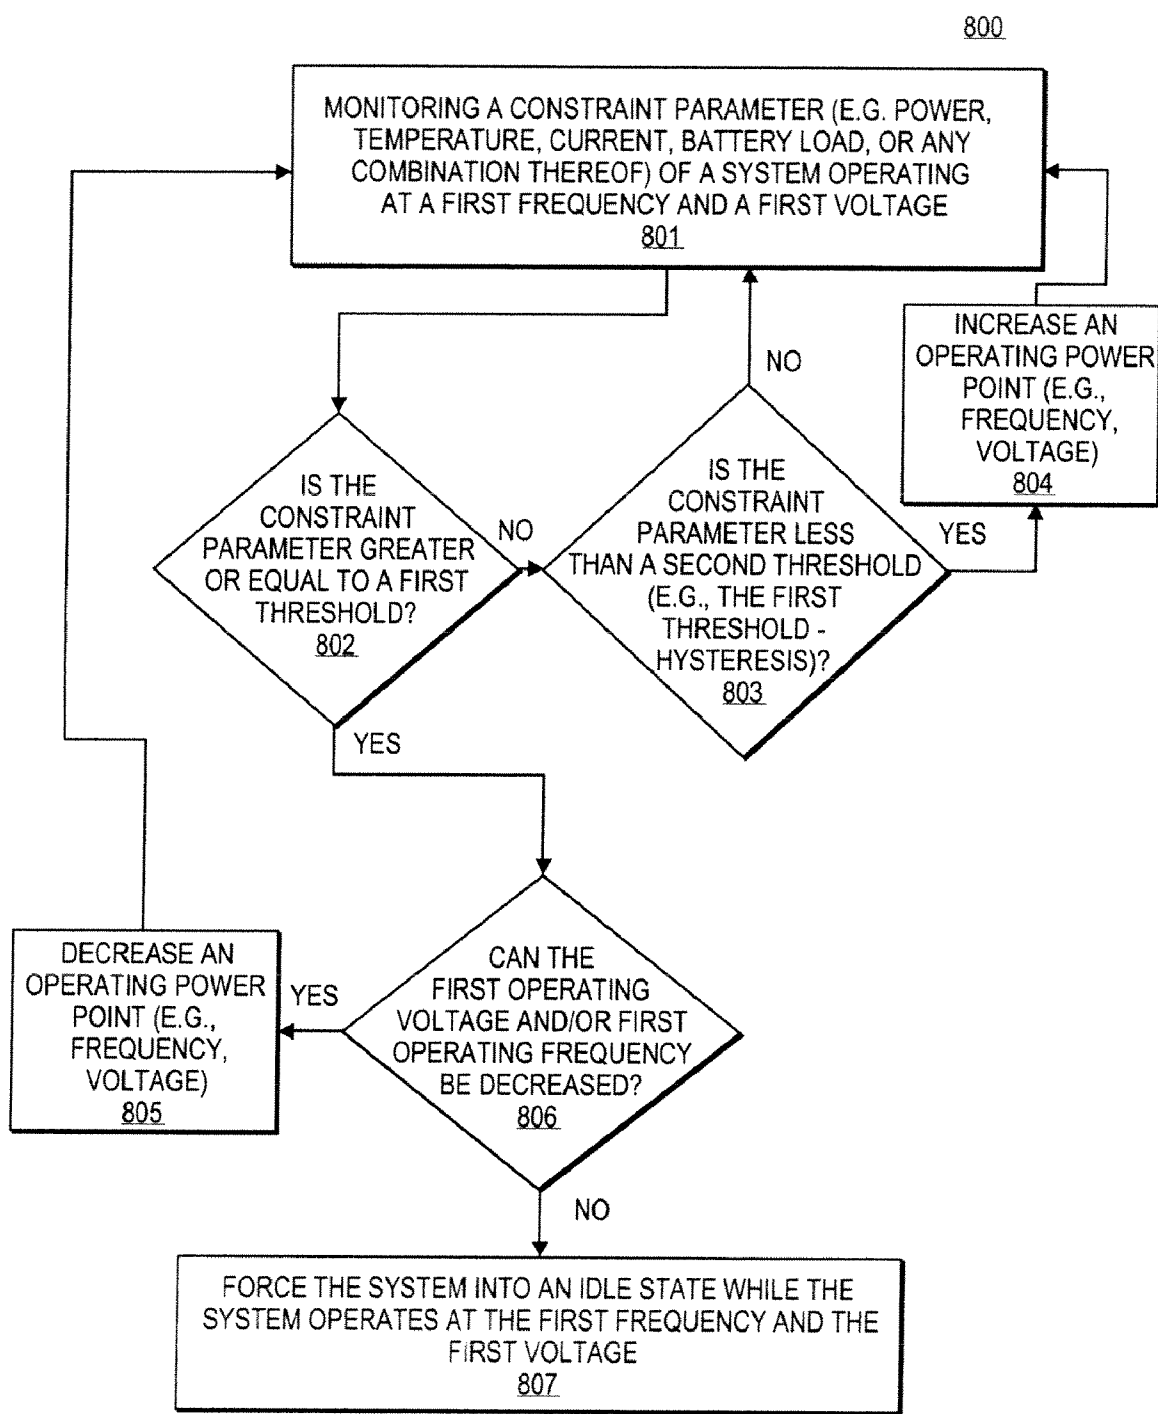 800
MONITORING A CONSTRAINT PARAMETER (E.G. POWER,
TEMPERATURE, CURRENT, BATTERY LOAD, OR ANY
COMBINATION THEREOF) OF A SYSTEM OPERATING
AT A FIRST FREQUENCY AND A FIRST VOLTAGE
801
INCREASE AN
OPERATING POWER
POINT (E.G.,
FREQUENCY,
VOLTAGE)
804
NO
IS THE
CONSTRAINT
PARAMETER GREATER
OR EQUAL TO A FIRST
THRESHOLD?
802
NO
IS THE
CONSTRAINT
PARAMETER LESS
THAN A SECOND THRESHOLD
(E.G., THE FIRST
THRESHOLD -
HYSTERESIS)?
803
YES
YES
DECREASE AN
OPERATING POWER
POINT (E.G.,
FREQUENCY,
VOLTAGE)
805
YES
CAN THE
FIRST OPERATING
VOLTAGE AND/OR FIRST
OPERATING FREQUENCY
BE DECREASED?
806
NO
FORCE THE SYSTEM INTO AN IDLE STATE WHILE THE
SYSTEM OPERATES AT THE FIRST FREQUENCY AND THE
FIRST VOLTAGE
807